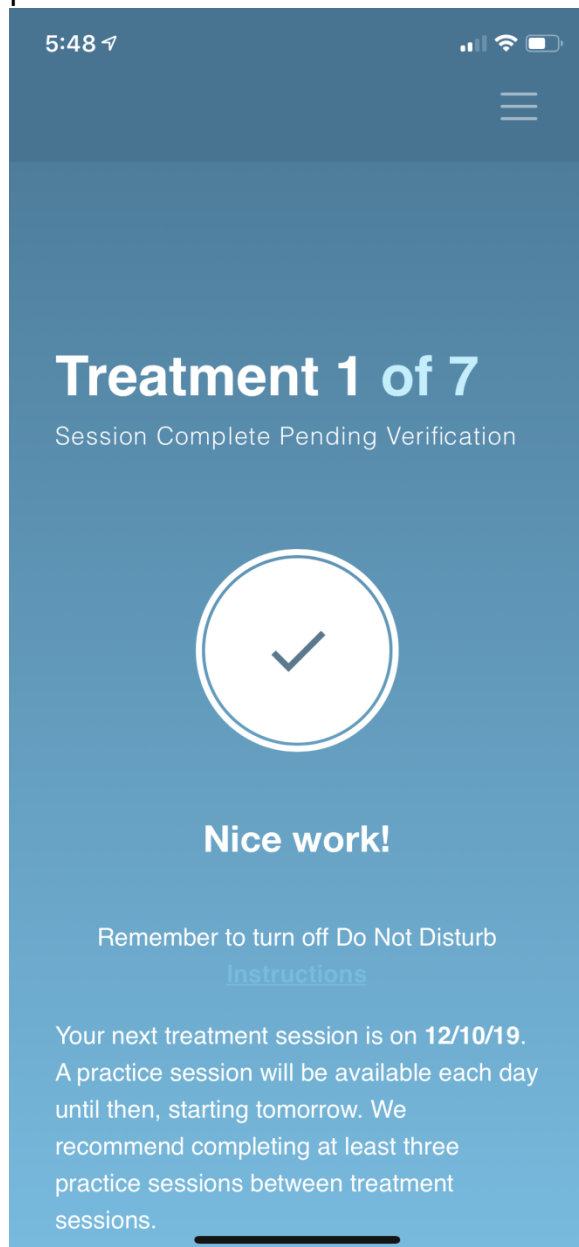 5:48
Treatment 1 of 7
Session Complete Pending Verification
Nice work!
Remember to turn off Do Not Disturb
Instructions
Your next treatment session is on 12/10/19.
A practice session will be available each day
until then, starting tomorrow. We
recommend completing at least three
practice sessions between treatment
sessions.